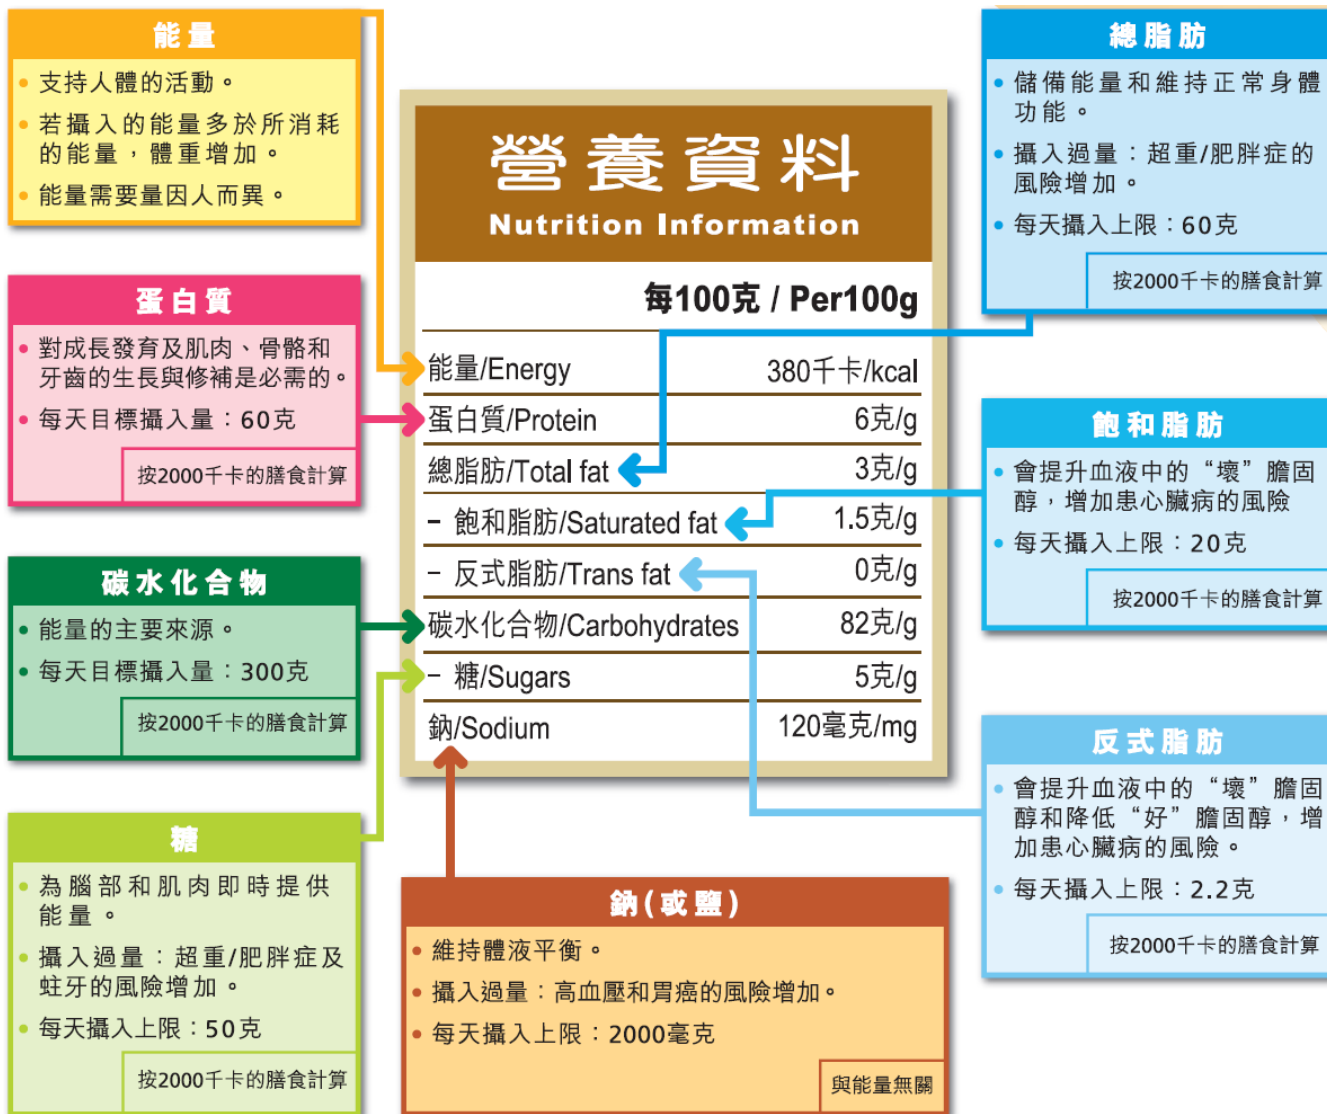 能量
• 支持人體的活動。
• 若攝入的能量多於所消耗
的能量，體重增加。
• 能量需要量因人而異。
蛋白質
• 對成長發育及肌肉、骨骼和
牙齒的生長與修補是必需的。
• 每天目標攝入量：60克
按2000千卡的膳食計算
碳水化合物
• 能量的主要來源。
• 每天目標攝入量：300克
按2000千卡的膳食計算
糖
• 為腦部和肌肉即時提供
能量。
• 攝入過量：超重/肥胖症及
蛀牙的風險增加。
• 每天攝入上限：50克
按2000千卡的膳食計算
營養資料
Nutrition Information
每100克 / Per100g
能量/Energy 380千卡/kcal
蛋白質/Protein 6克/g
總脂肪/Total fat 3克/g
– 飽和脂肪/Saturated fat 1.5克/g
– 反式脂肪/Trans fat 0克/g
碳水化合物/Carbohydrates 82克/g
– 糖/Sugars 5克/g
鈉/Sodium 120毫克/mg
鈉(或鹽)
• 維持體液平衡。
• 攝入過量：高血壓和胃癌的風險增加。
• 每天攝入上限：2000毫克
與能量無關
總脂肪
• 儲備能量和維持正常身體
功能。
• 攝入過量：超重/肥胖症的
風險增加。
• 每天攝入上限：60克
按2000千卡的膳食計算
飽和脂肪
• 會提升血液中的“壞”膽固
醇，增加患心臟病的風險
• 每天攝入上限：20克
按2000千卡的膳食計算
反式脂肪
• 會提升血液中的“壞”膽固
醇和降低“好”膽固醇，增
加患心臟病的風險。
• 每天攝入上限：2.2克
按2000千卡的膳食計算